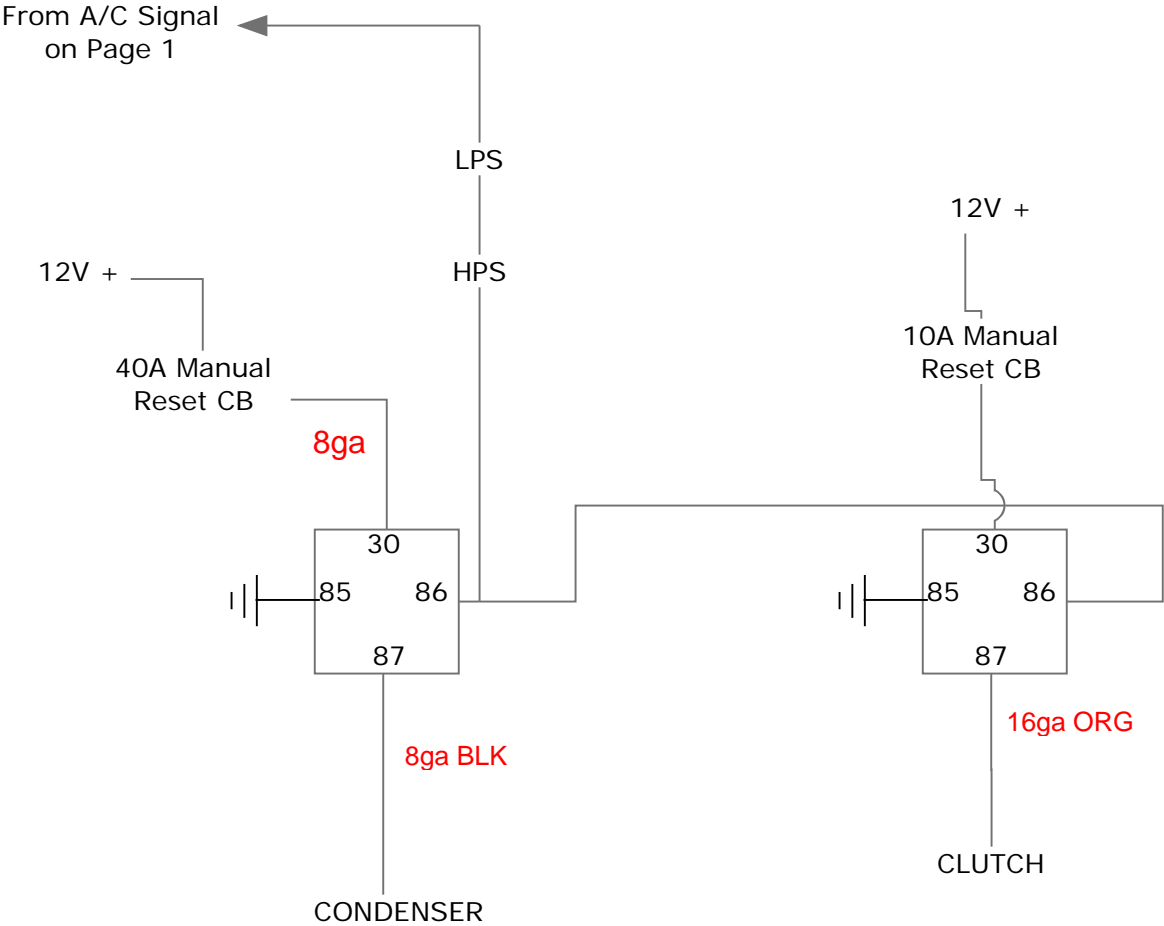 From A/C Signal
on Page 1
LPS
HPS
12V +
40A Manual
Reset CB
8ga
12V +
10A Manual
Reset CB
30
85
86
87
8ga BLK
CONDENSER
30
85
86
87
16ga ORG
CLUTCH